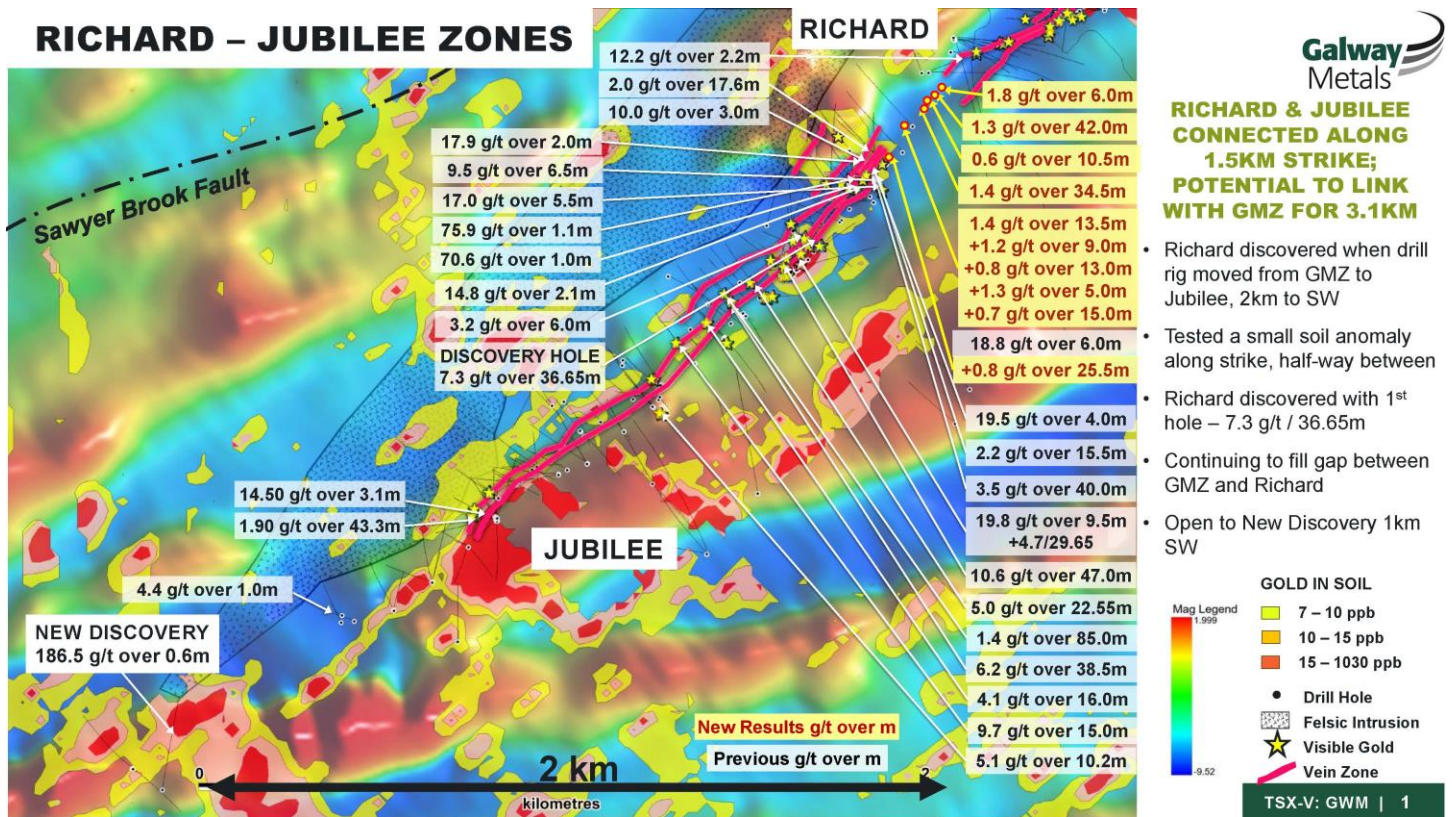 RICHARD – JUBILEE ZONES
RICHARD
Sawyer Brook Fault
12.2 g/t over 2.2m
2.0 g/t over 17.6m
10.0 g/t over 3.0m
17.9 g/t over 2.0m
9.5 g/t over 6.5m
17.0 g/t over 5.5m
75.9 g/t over 1.1m
70.6 g/t over 1.0m
14.8 g/t over 2.1m
3.2 g/t over 6.0m
DISCOVERY HOLE
7.3 g/t over 36.65m
14.50 g/t over 3.1m
1.90 g/t over 43.3m
JUBILEE
4.4 g/t over 1.0m
NEW DISCOVERY
186.5 g/t over 0.6m
1.8 g/t over 6.0m
1.3 g/t over 42.0m
0.6 g/t over 10.5m
1.4 g/t over 34.5m
1.4 g/t over 13.5m
+1.2 g/t over 9.0m
+0.8 g/t over 13.0m
+1.3 g/t over 5.0m
+0.7 g/t over 15.0m
18.8 g/t over 6.0m
+0.8 g/t over 25.5m
19.5 g/t over 4.0m
2.2 g/t over 15.5m
3.5 g/t over 40.0m
19.8 g/t over 9.5m
+4.7/29.65
10.6 g/t over 47.0m
5.0 g/t over 22.55m
1.4 g/t over 85.0m
6.2 g/t over 38.5m
4.1 g/t over 16.0m
9.7 g/t over 15.0m
5.1 g/t over 10.2m
New Results g/t over m
Previous g/t over m
0
2 km
2
kilometres
Galway
Metals
RICHARD & JUBILEE
CONNECTED ALONG
1.5KM STRIKE;
POTENTIAL TO LINK
WITH GMZ FOR 3.1KM
• Richard discovered when drill
rig moved from GMZ to
Jubilee, 2km to SW
• Tested a small soil anomaly
along strike, half-way between
• Richard discovered with 1st
hole – 7.3 g/t / 36.65m
• Continuing to fill gap between
GMZ and Richard
• Open to New Discovery 1km
SW
Mag Legend
1.999
-9.52
GOLD IN SOIL
7 – 10 ppb
10 – 15 ppb
15 – 1030 ppb
Drill Hole
Felsic Intrusion
Visible Gold
Vein Zone
TSX-V: GWM | 1